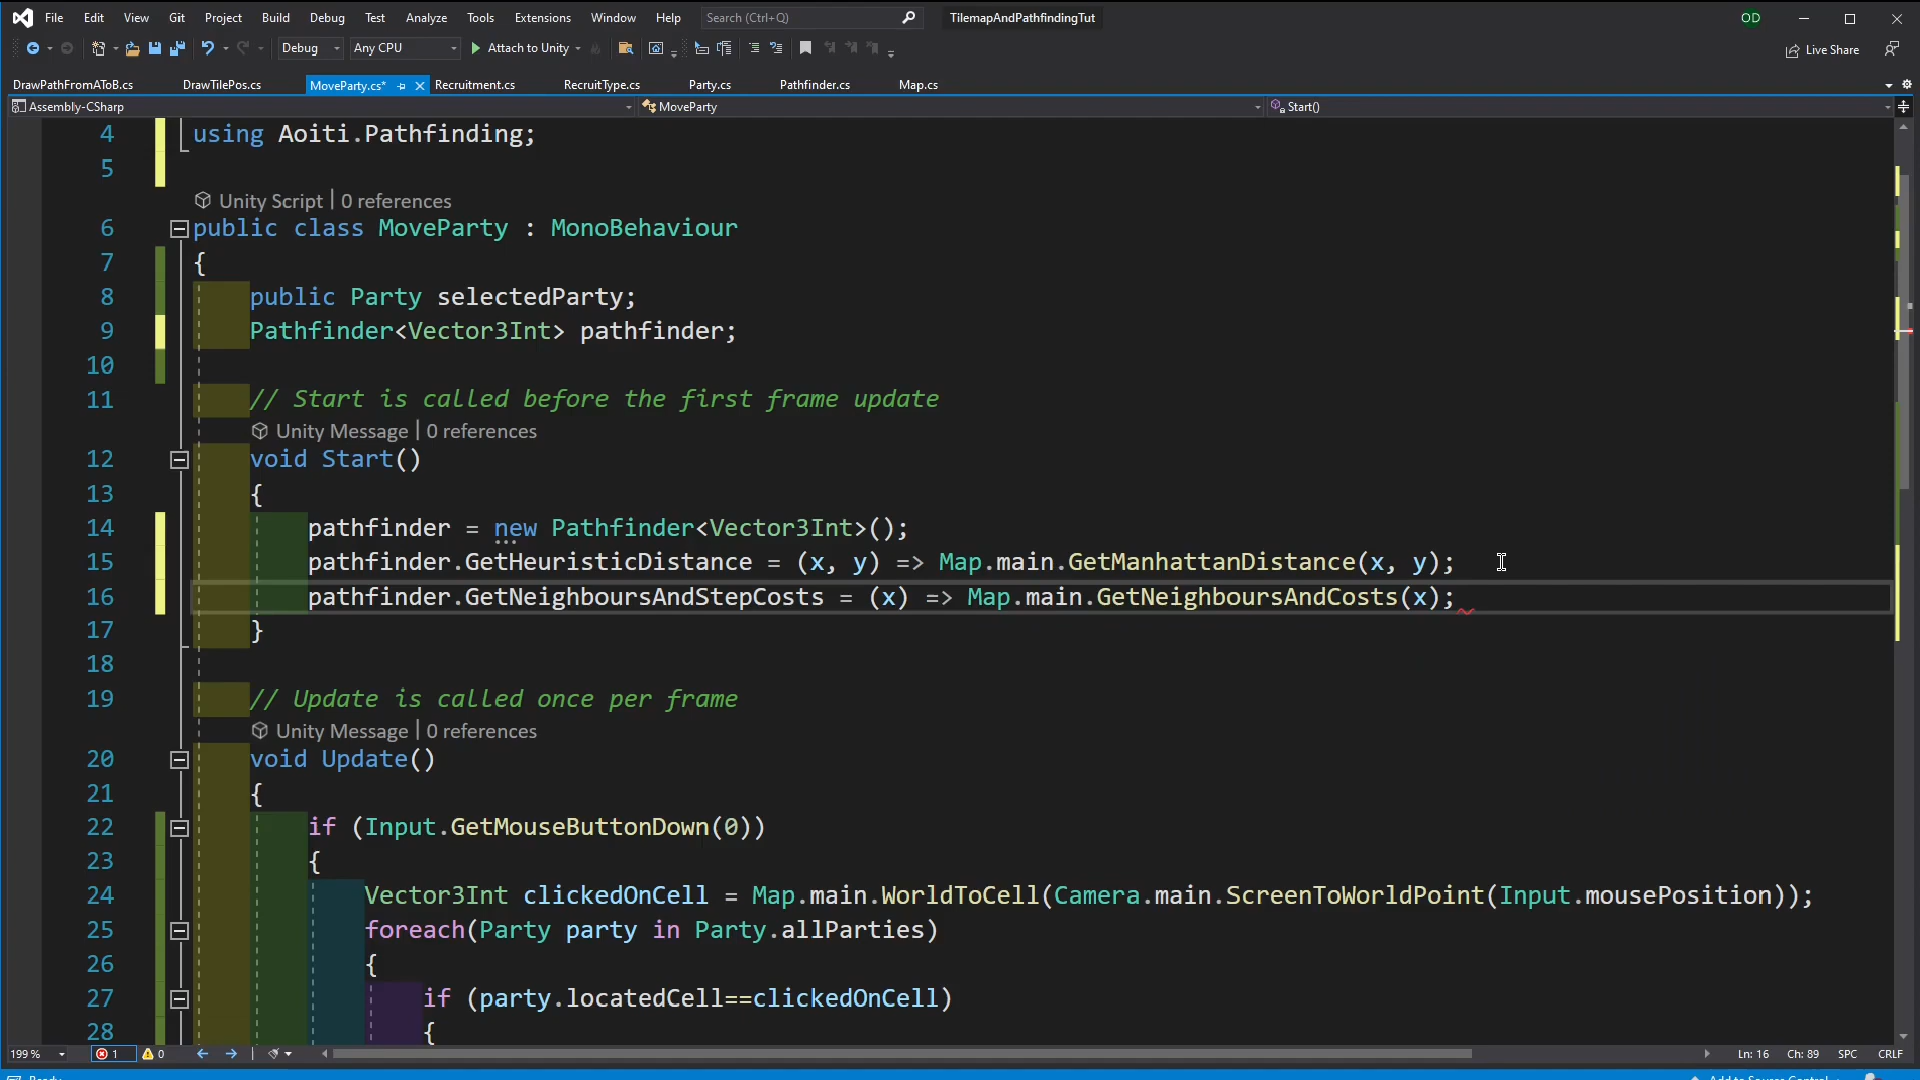 File Edit View Git Project Build Debug Test Analyze Tools Extensions Window Help Search (Ctrl+Q) TilemapAndPathfindingTut OD
Debug Any CPU Attach to Unity Live Share
DrawPathFromAToB.cs DrawTilePos.cs MoveParty.cs* Recruitment.cs RecruitType.cs Party.cs Pathfinder.cs Map.cs
Assembly-CSharp MoveParty Start()
4 using Aoiti.Pathfinding;
5
Unity Script | 0 references
6 public class MoveParty : MonoBehaviour
7 {
8 public Party selectedParty;
9 Pathfinder<Vector3Int> pathfinder;
10
11 // Start is called before the first frame update
Unity Message | 0 references
12 void Start()
13 {
14 pathfinder = new Pathfinder<Vector3Int>();
15 pathfinder.GetHeuristicDistance = (x, y) => Map.main.GetManhattanDistance(x, y);
16 pathfinder.GetNeighboursAndStepCosts = (x) => Map.main.GetNeighboursAndCosts(x);
17 }
18
19 // Update is called once per frame
Unity Message | 0 references
20 void Update()
21 {
22 if (Input.GetMouseButtonDown(0))
23 {
24 Vector3Int clickedOnCell = Map.main.WorldToCell(Camera.main.ScreenToWorldPoint(Input.mousePosition));
25 foreach(Party party in Party.allParties)
26 {
27 if (party.locatedCell==clickedOnCell)
28 {
199 % 1 0 Ln: 16 Ch: 89 SPC CRLF